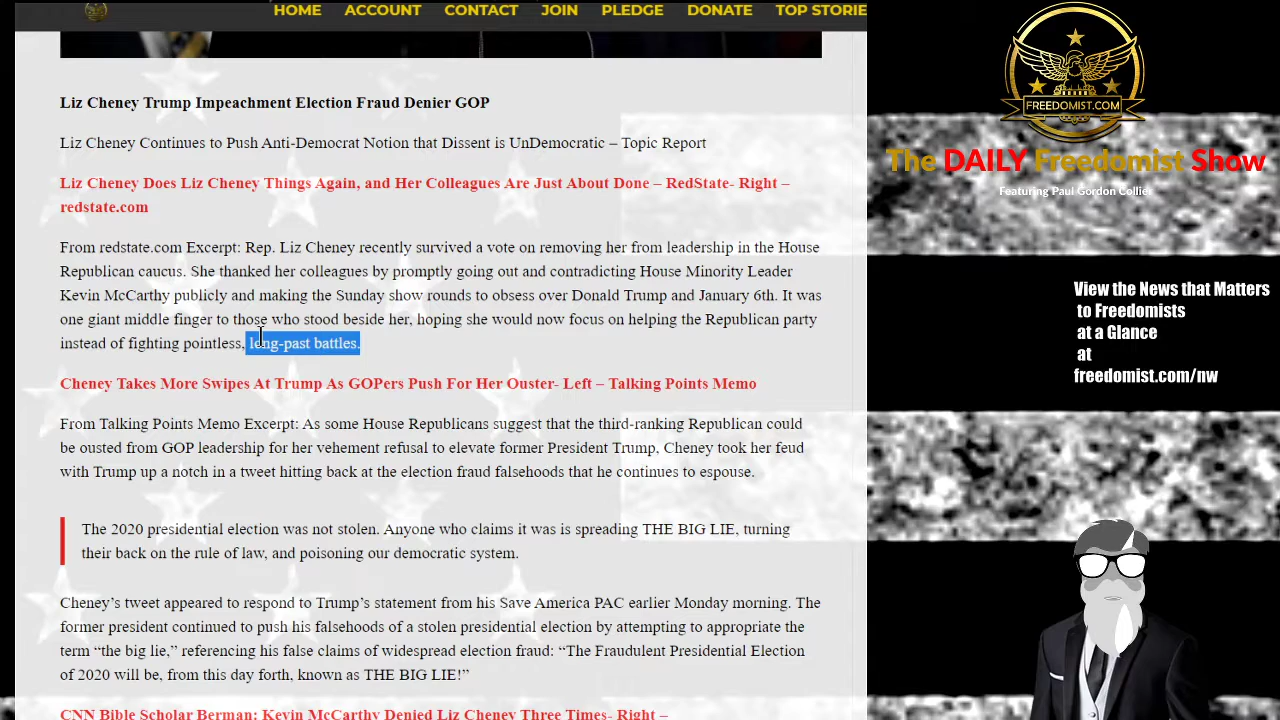 HOME ACCOUNT CONTACT JOIN PLEDGE DONATE TOP STORIE
Liz Cheney Trump Impeachment Election Fraud Denier GOP
Liz Cheney Continues to Push Anti-Democrat Notion that Dissent is UnDemocratic – Topic Report
Liz Cheney Does Liz Cheney Things Again, and Her Colleagues Are Just About Done – RedState- Right –
redstate.com
From redstate.com Excerpt: Rep. Liz Cheney recently survived a vote on removing her from leadership in the House
Republican caucus. She thanked her colleagues by promptly going out and contradicting House Minority Leader
Kevin McCarthy publicly and making the Sunday show rounds to obsess over Donald Trump and January 6th. It was
one giant middle finger to those who stood beside her, hoping she would now focus on helping the Republican party
instead of fighting pointless, long-past battles.
Cheney Takes More Swipes At Trump As GOPers Push For Her Ouster- Left – Talking Points Memo
From Talking Points Memo Excerpt: As some House Republicans suggest that the third-ranking Republican could
be ousted from GOP leadership for her vehement refusal to elevate former President Trump, Cheney took her feud
with Trump up a notch in a tweet hitting back at the election fraud falsehoods that he continues to espouse.
The 2020 presidential election was not stolen. Anyone who claims it was is spreading THE BIG LIE, turning
their back on the rule of law, and poisoning our democratic system.
Cheney’s tweet appeared to respond to Trump’s statement from his Save America PAC earlier Monday morning. The
former president continued to push his falsehoods of a stolen presidential election by attempting to appropriate the
term “the big lie,” referencing his false claims of widespread election fraud: “The Fraudulent Presidential Election
of 2020 will be, from this day forth, known as THE BIG LIE!”
CNN Bible Scholar Berman: Kevin McCarthy Denied Liz Cheney Three Times- Right –
FREEDOMIST.COM
The DAILY Freedomist Show
Featuring Paul Gordon Collier
View the News that Matters
to Freedomists
at a Glance
at
freedomist.com/nw